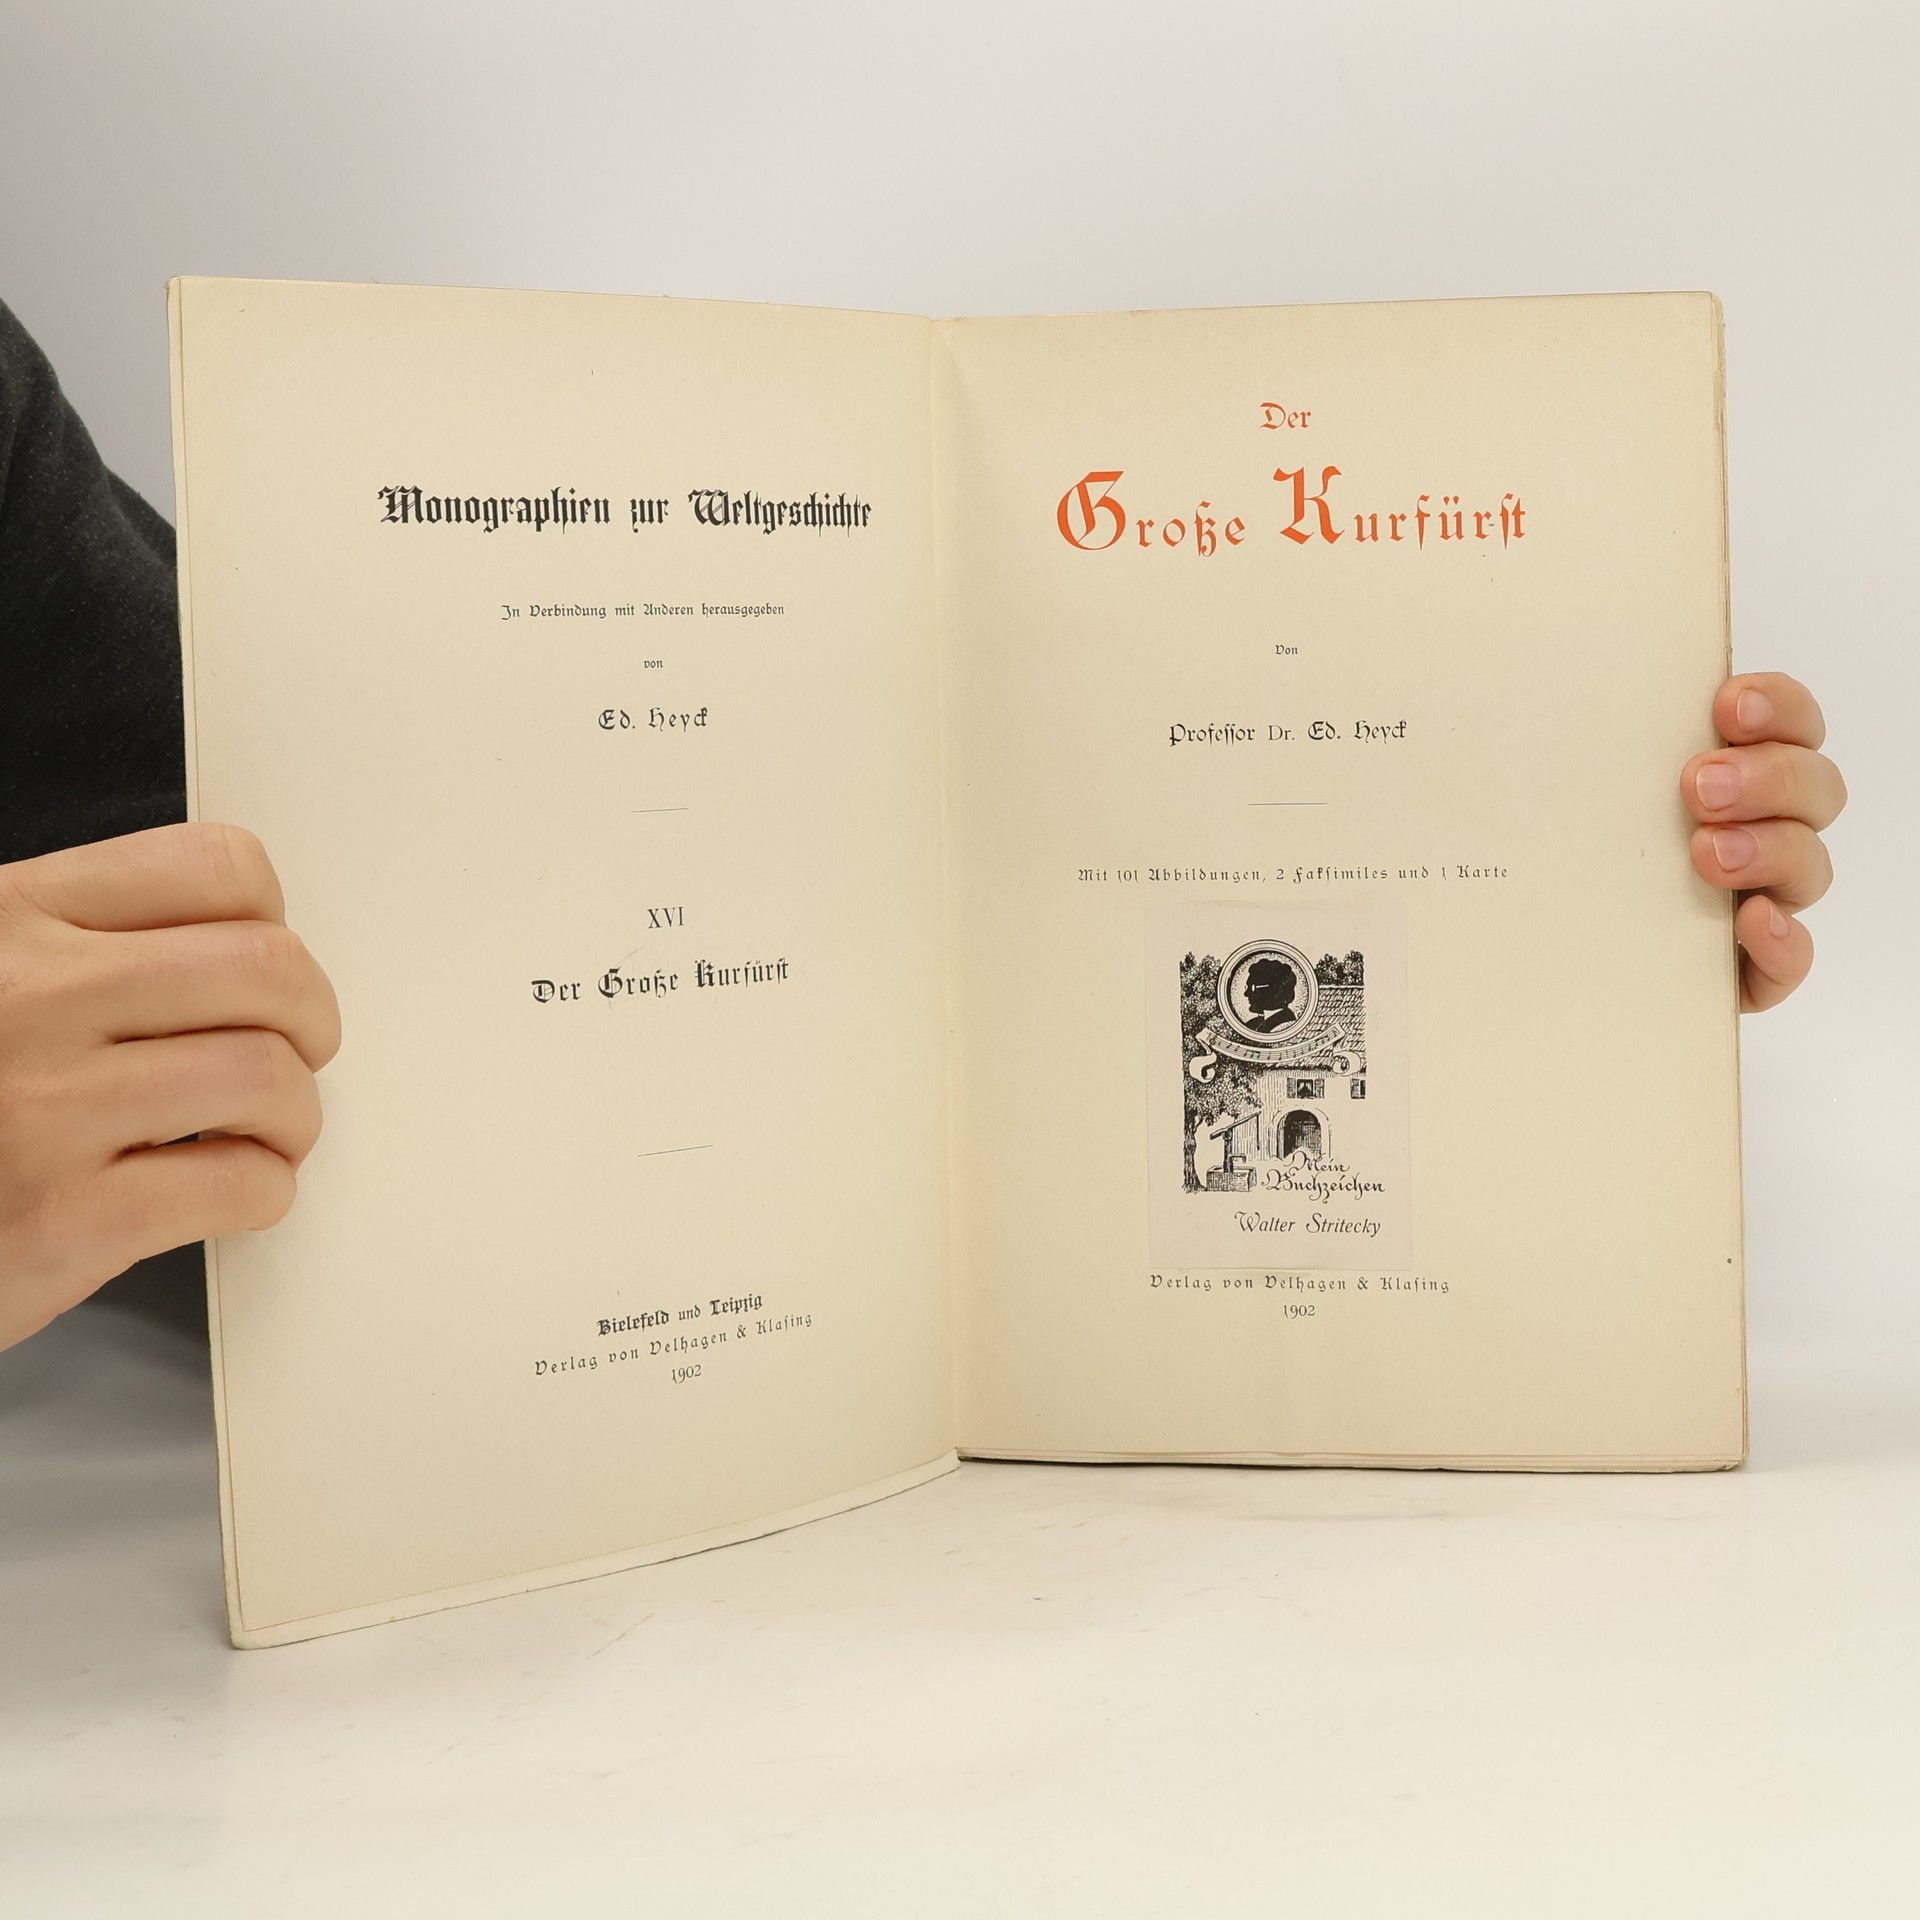 Monographien zur Weltgeschichte
In Verbindung mit Anderen herausgegeben
von
Ed. Heyck
XVI
Der Große Kurfürst
Bielefeld und Leipzig
Verlag von Velhagen & Klasing
1902
Der
Große Kurfürst
Von
Professor Dr. Ed. Heyck
Mit 101 Abbildungen, 2 Faksimiles und 1 Karte
Mein
Buchzeichen
Walter Stritecky
Verlag von Velhagen & Klasing
1902